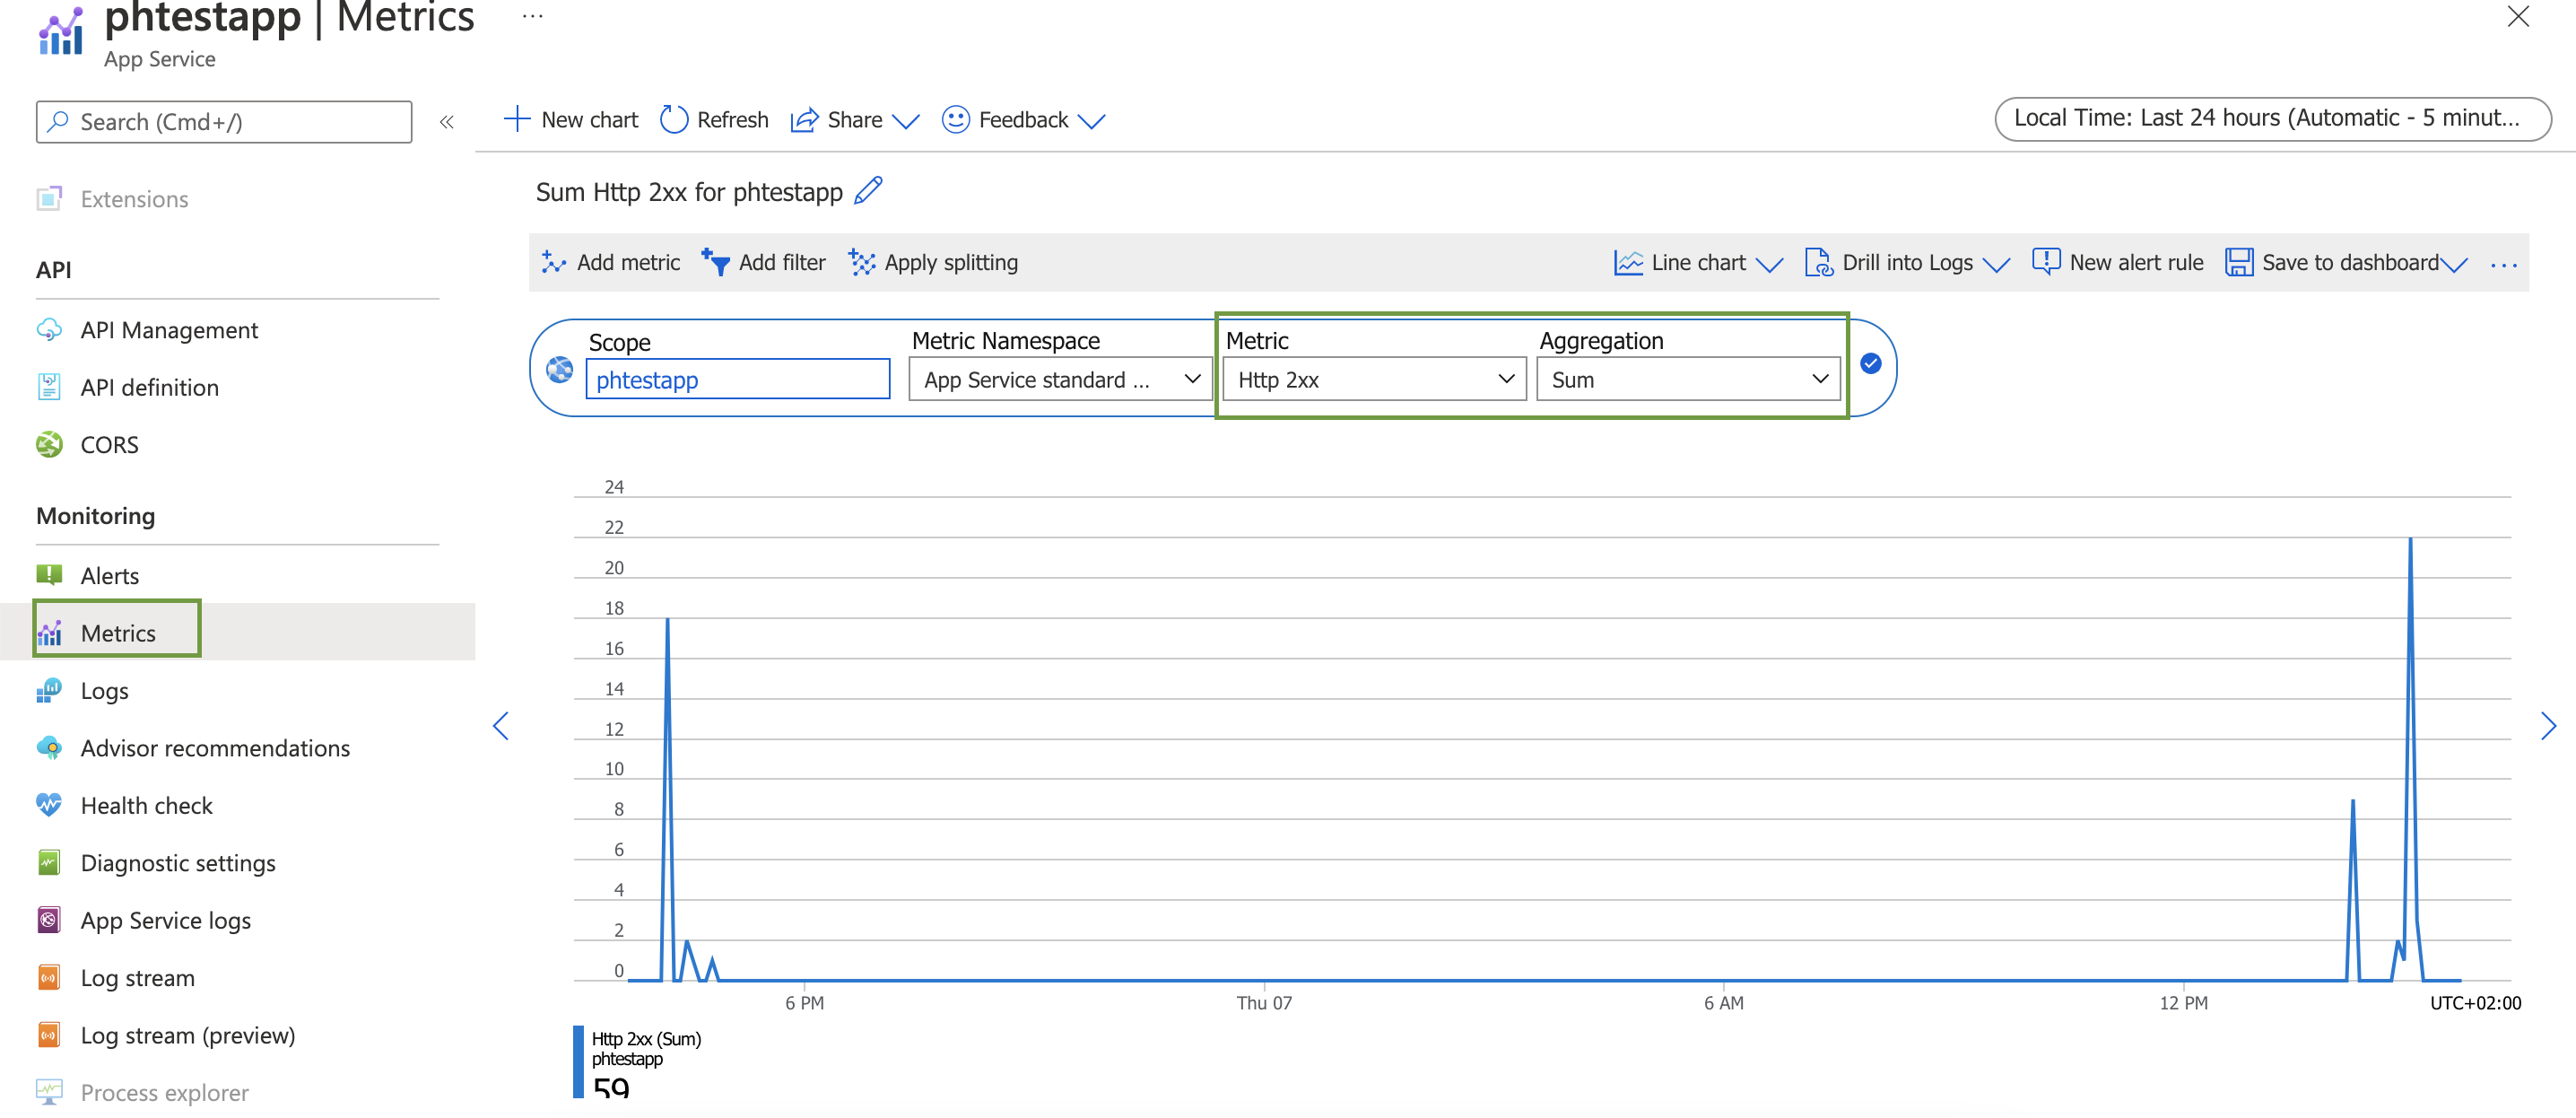 phtestapp | Metrics ...
App Service
Search (Cmd+/)
«
New chart
Refresh
Share
Feedback
Local Time: Last 24 hours (Automatic - 5 minut...
Extensions
API
API Management
API definition
CORS
Monitoring
Alerts
Metrics
Logs
Advisor recommendations
Health check
Diagnostic settings
App Service logs
Log stream
Log stream (preview)
Process explorer
Sum Http 2xx for phtestapp
Add metric
Add filter
Apply splitting
Line chart
Drill into Logs
New alert rule
Save to dashboard
...
Scope
phtestapp
Metric Namespace
App Service standard ...
Metric
Http 2xx
Aggregation
Sum
24
22
20
18
16
14
12
10
8
6
4
2
0
6 PM
Thu 07
6 AM
12 PM
UTC+02:00
Http 2xx (Sum)
phtestapp
59